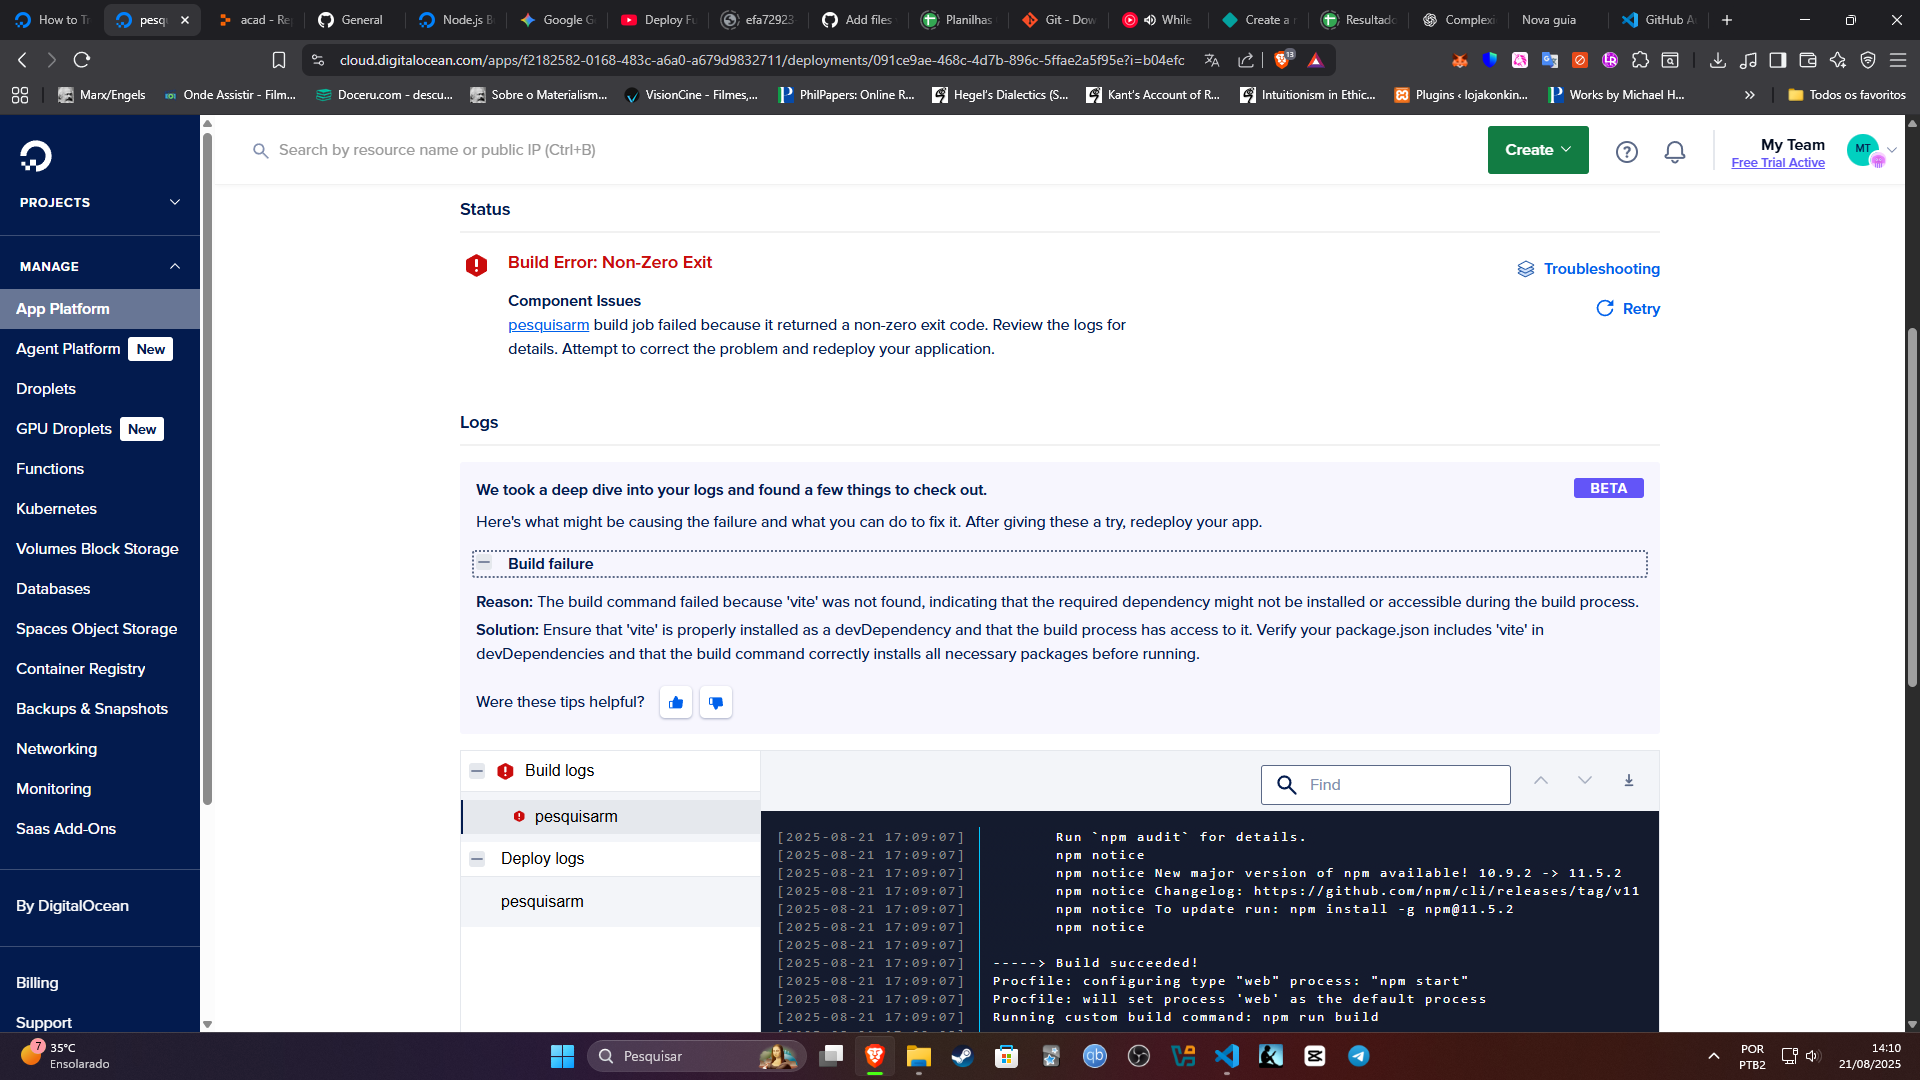 How to Tr
pesq
acad - Re
General
Node.js B
Google G
Deploy Fu
efa72923
Add files
Planilhas
Git - Dow
While
Create a r
Resultado
Complexi
Nova guia
GitHub A
cloud.digitalocean.com/apps/f2182582-0168-483c-a6a0-a679d9832711/deployments/091ce9ae-468c-4d7b-896c-5ffae2a5f95e?i=b04efc
13
Marx/Engels
Onde Assistir - Film...
Doceru.com - descu...
Sobre o Materialism...
VisionCine - Filmes,...
PhilPapers: Online R...
Hegel's Dialectics (S...
Kant's Account of R...
Intuitionism in Ethic...
Plugins ‹ lojakonkin...
Works by Michael H...
Todos os favoritos
Search by resource name or public IP (Ctrl+B)
Create
My Team
Free Trial Active
MT
PROJECTS
MANAGE
App Platform
Agent Platform New
Droplets
GPU Droplets New
Functions
Kubernetes
Volumes Block Storage
Databases
Spaces Object Storage
Container Registry
Backups & Snapshots
Networking
Monitoring
Saas Add-Ons
By DigitalOcean
Billing
Support
Status
Build Error: Non-Zero Exit
Troubleshooting
Component Issues
Retry
pesquisarm build job failed because it returned a non-zero exit code. Review the logs for
details. Attempt to correct the problem and redeploy your application.
Logs
We took a deep dive into your logs and found a few things to check out.
BETA
Here's what might be causing the failure and what you can do to fix it. After giving these a try, redeploy your app.
Build failure
Reason: The build command failed because 'vite' was not found, indicating that the required dependency might not be installed or accessible during the build process.
Solution: Ensure that 'vite' is properly installed as a devDependency and that the build process has access to it. Verify your package.json includes 'vite' in
devDependencies and that the build command correctly installs all necessary packages before running.
Were these tips helpful?
Build logs
pesquisarm
Deploy logs
pesquisarm
Find
[2025-08-21 17:09:07] Run `npm audit` for details.
[2025-08-21 17:09:07] npm notice
[2025-08-21 17:09:07] npm notice New major version of npm available! 10.9.2 -> 11.5.2
[2025-08-21 17:09:07] npm notice Changelog: https://github.com/npm/cli/releases/tag/v11
[2025-08-21 17:09:07] npm notice To update run: npm install -g npm@11.5.2
[2025-08-21 17:09:07] npm notice
[2025-08-21 17:09:07]
[2025-08-21 17:09:07] -----> Build succeeded!
[2025-08-21 17:09:07] Procfile: configuring type "web" process: "npm start"
[2025-08-21 17:09:07] Procfile: will set process 'web' as the default process
[2025-08-21 17:09:07] Running custom build command: npm run build
7
35°C
Ensolarado
Pesquisar
POR
PTB2
14:10
21/08/2025